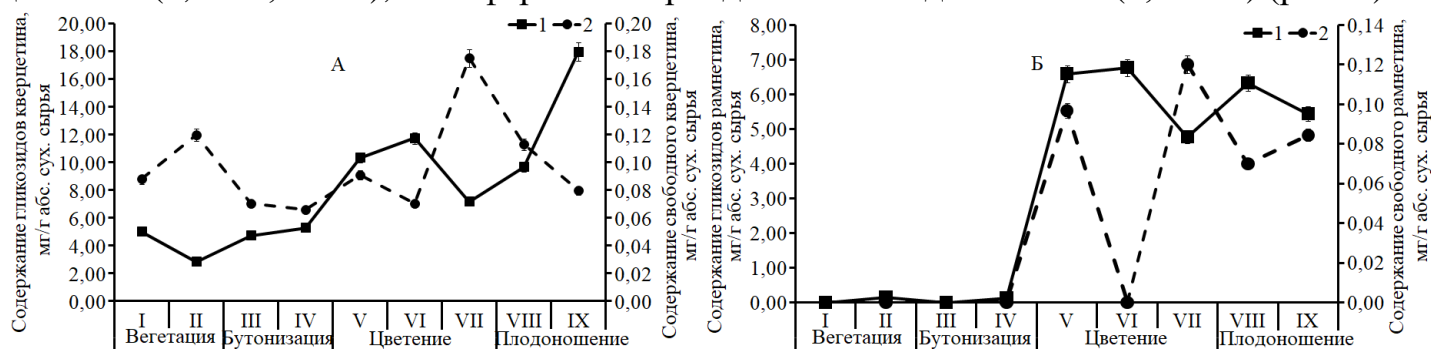 1 2
А
Содержание гликозидов кверцетина,
мг/г абс. сух. сырья
20,00
18,00
16,00
14,00
12,00
10,00
8,00
6,00
4,00
2,00
0,00
0,20
0,18
0,16
0,14
0,12
0,10
0,08
0,06
0,04
0,02
0,00
Содержание свободного кверцетина,
мг/г абс. сух. сырья
I II III IV V VI VII VIII IX
Вегетация Бутонизация Цветение Плодоношение
1 2
Б
Содержание гликозидов рамнетина,
мг/г абс. сух. сырья
8,00
7,00
6,00
5,00
4,00
3,00
2,00
1,00
0,00
0,14
0,12
0,10
0,08
0,06
0,04
0,02
0,00
Содержание свободного рамнетина,
мг/г абс. сух. сырья
I II III IV V VI VII VIII IX
Вегетация Бутонизация Цветение Плодоношение